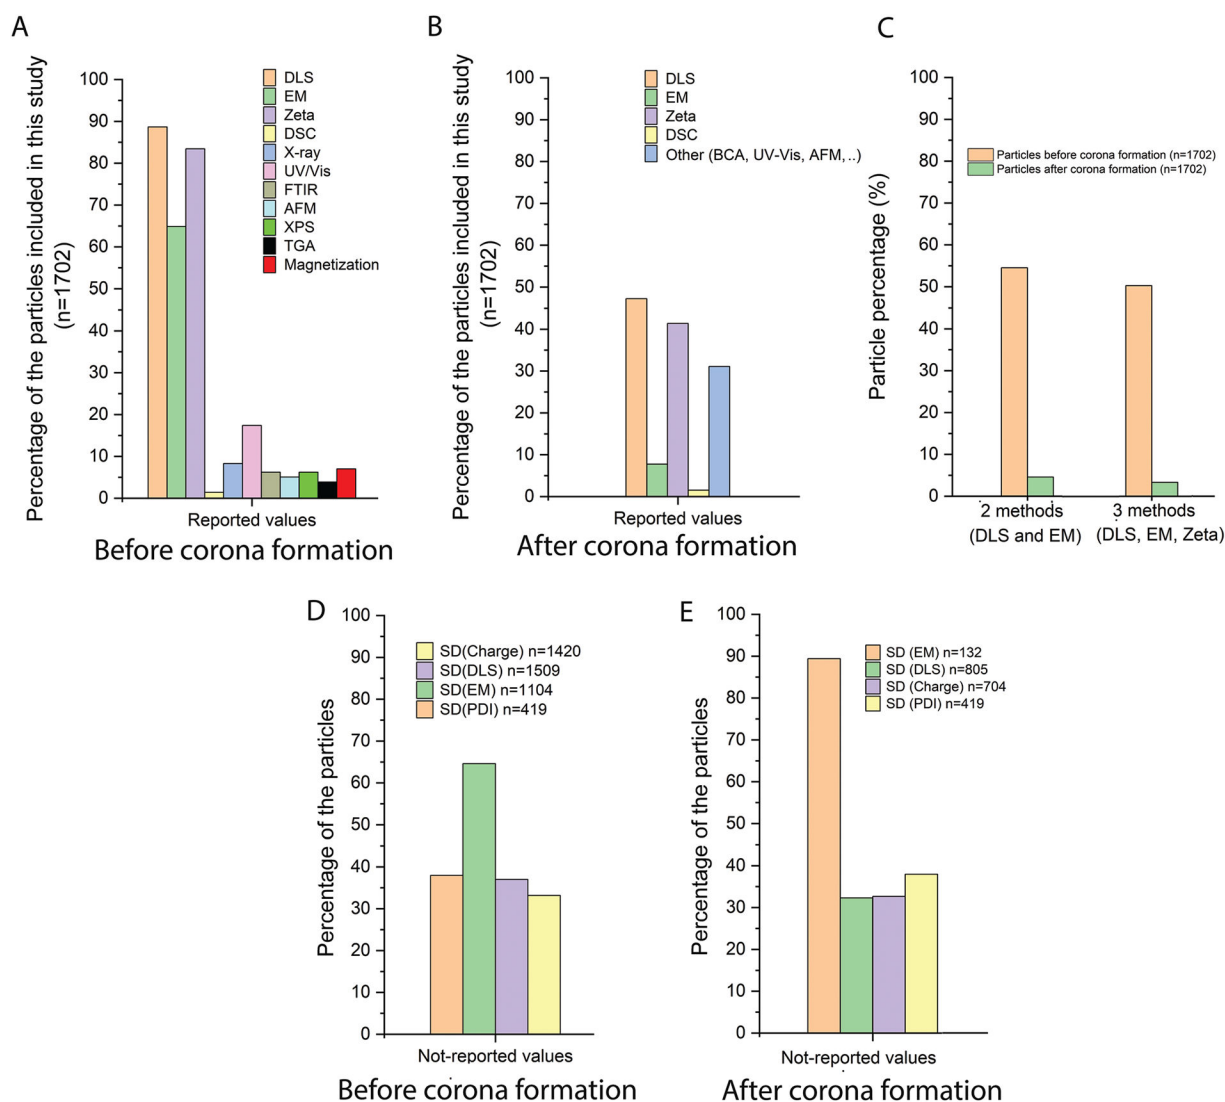 A
Percentage of the particles included in this study
(n=1702)
100
90
80
70
60
50
40
30
20
10
0
DLS
EM
Zeta
DSC
X-ray
UV/Vis
FTIR
AFM
XPS
TGA
Magnetization
Reported values
Before corona formation
B
Percentage of the particles included in this study
(n=1702)
100
90
80
70
60
50
40
30
20
10
0
DLS
EM
Zeta
DSC
Other (BCA, UV-Vis, AFM,..)
Reported values
After corona formation
C
Particle percentage (%)
100
90
80
70
60
50
40
30
20
10
0
Particles before corona formation (n=1702)
Particles after corona formation (n=1702)
2 methods
(DLS and EM)
3 methods
(DLS, EM, Zeta)
D
Percentage of the particles
100
90
80
70
60
50
40
30
20
10
0
SD(Charge) n=1420
SD(DLS) n=1509
SD(EM) n=1104
SD(PDI) n=419
Not-reported values
Before corona formation
E
Percentage of the particles
100
90
80
70
60
50
40
30
20
10
0
SD (EM) n=132
SD (DLS) n=805
SD (Charge) n=704
SD (PDI) n=419
Not-reported values
After corona formation